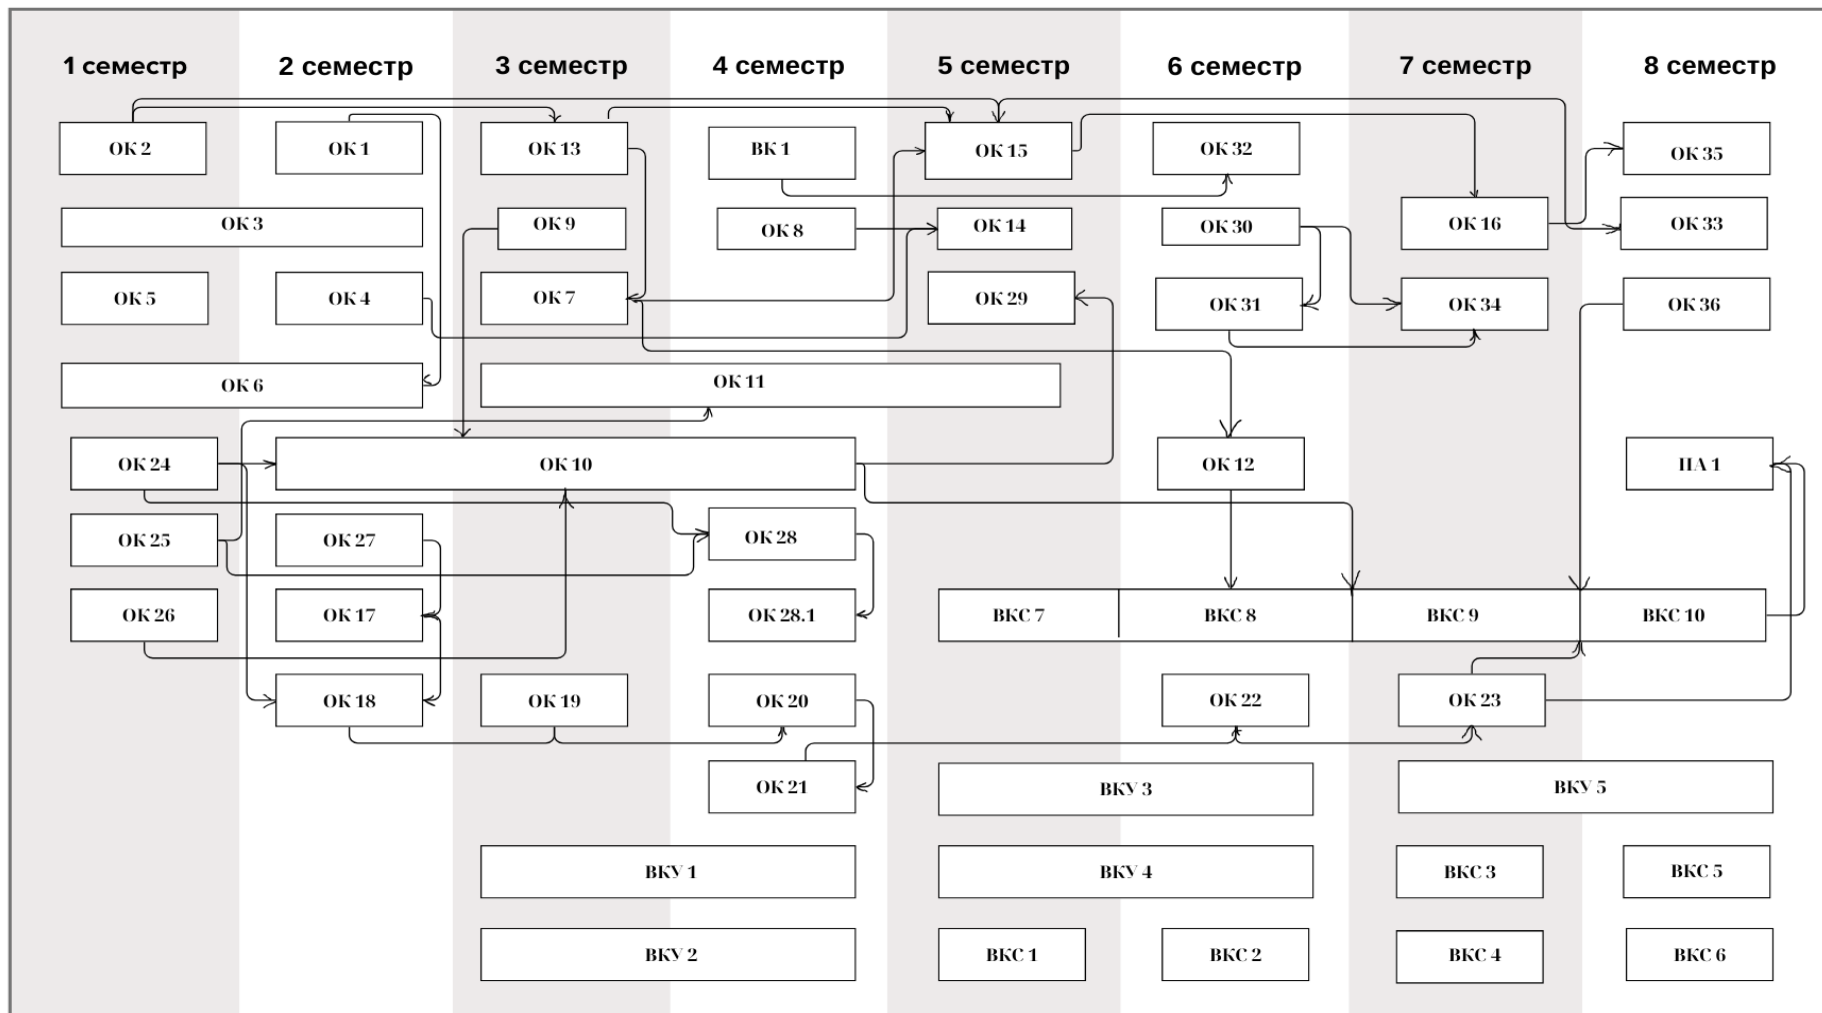 1 семестр 2 семестр 3 семестр 4 семестр 5 семестр 6 семестр 7 семестр 8 семестр
ОК 2 ОК 1 ОК 13 ВК 1 ОК 15 ОК 32 ОК 35
ОК 3 ОК 9 ОК 8 ОК 14 ОК 30 ОК 16 ОК 33
ОК 5 ОК 4 ОК 7 ОК 29 ОК 31 ОК 34 ОК 36
ОК 6 ОК 11
ОК 24 ОК 10 ОК 12 ПА 1
ОК 25 ОК 27 ОК 28
ОК 26 ОК 17 ОК 28.1 ВКС 7 ВКС 8 ВКС 9 ВКС 10
ОК 18 ОК 19 ОК 20 ОК 22 ОК 23
ОК 21 ВКУ 3 ВКУ 5
ВКУ 1 ВКУ 4 ВКС 3 ВКС 5
ВКУ 2 ВКС 1 ВКС 2 ВКС 4 ВКС 6